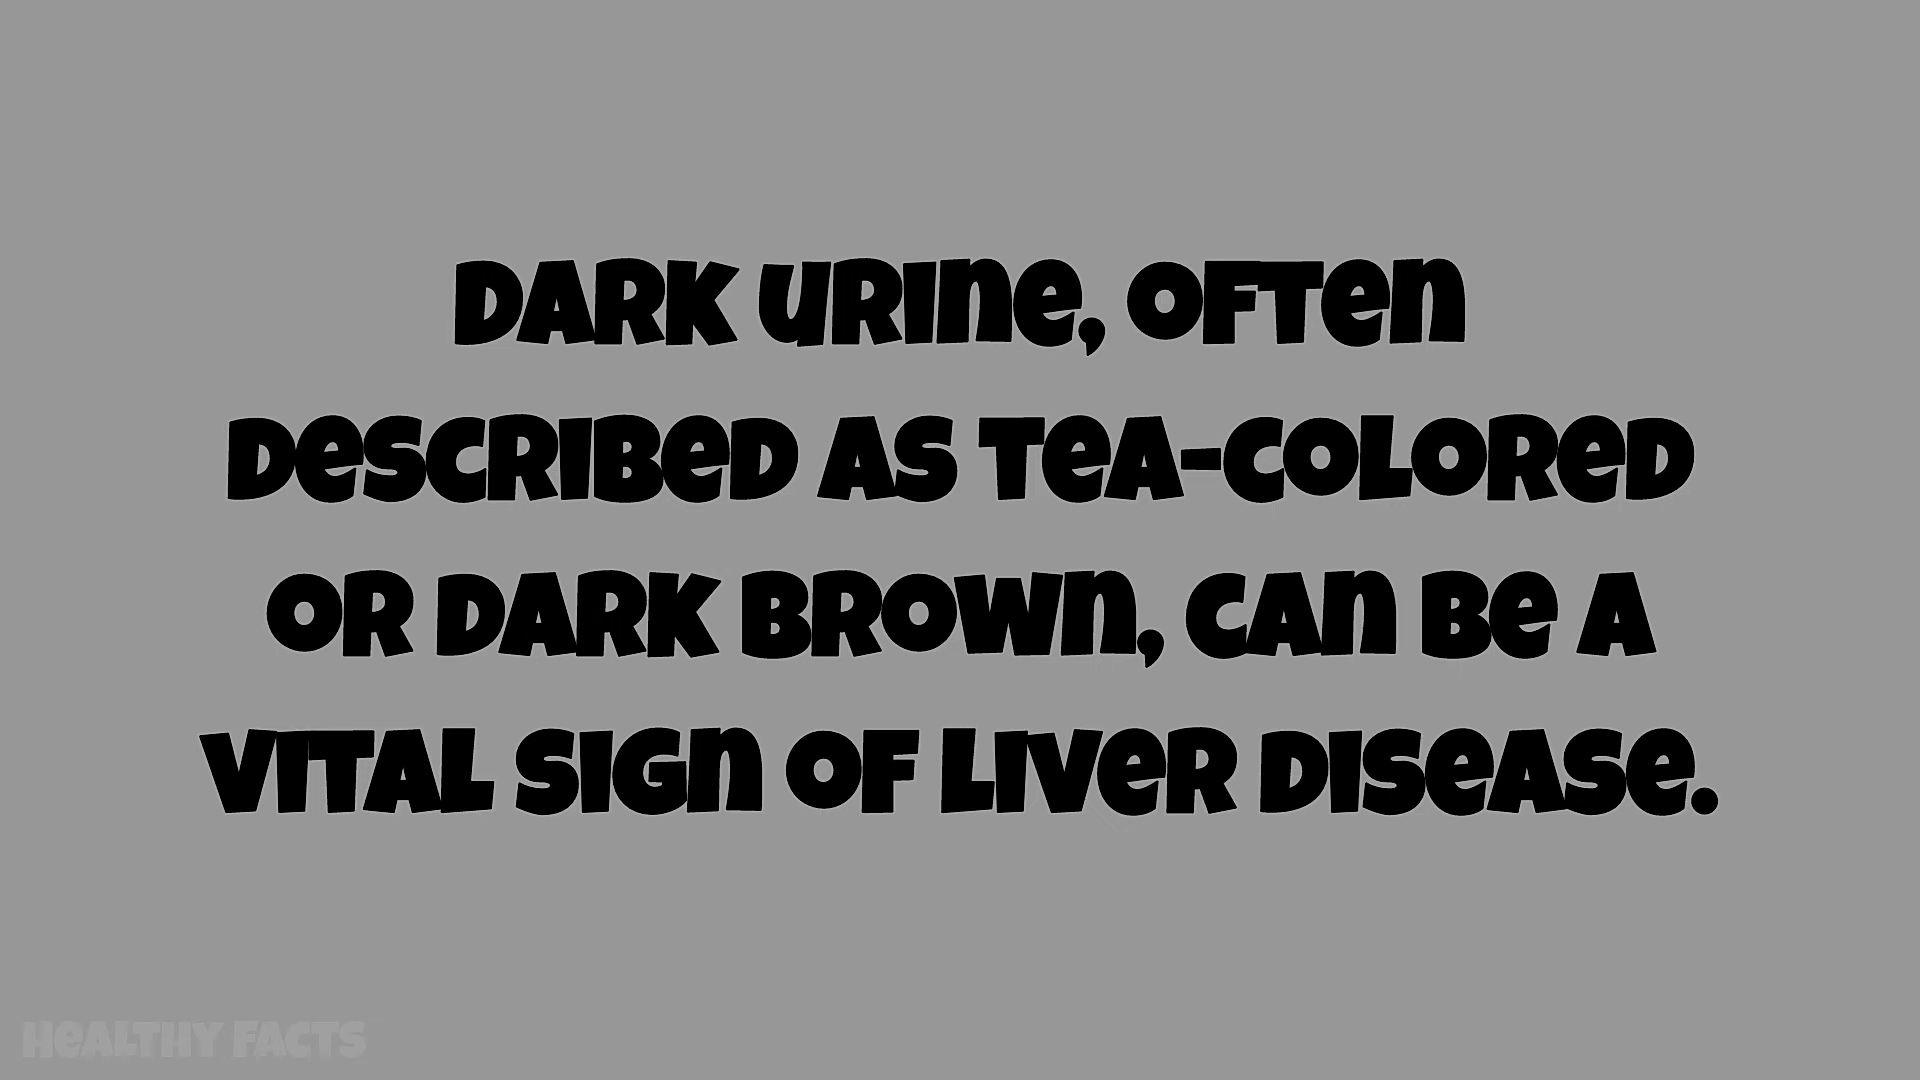 DARK URINE, OFTEN
DESCRIBED AS TEA-COLORED
OR DARK BROWN, CAN BE A
VITAL SIGN OF LIVER DISEASE.
HEALTHY FACTS